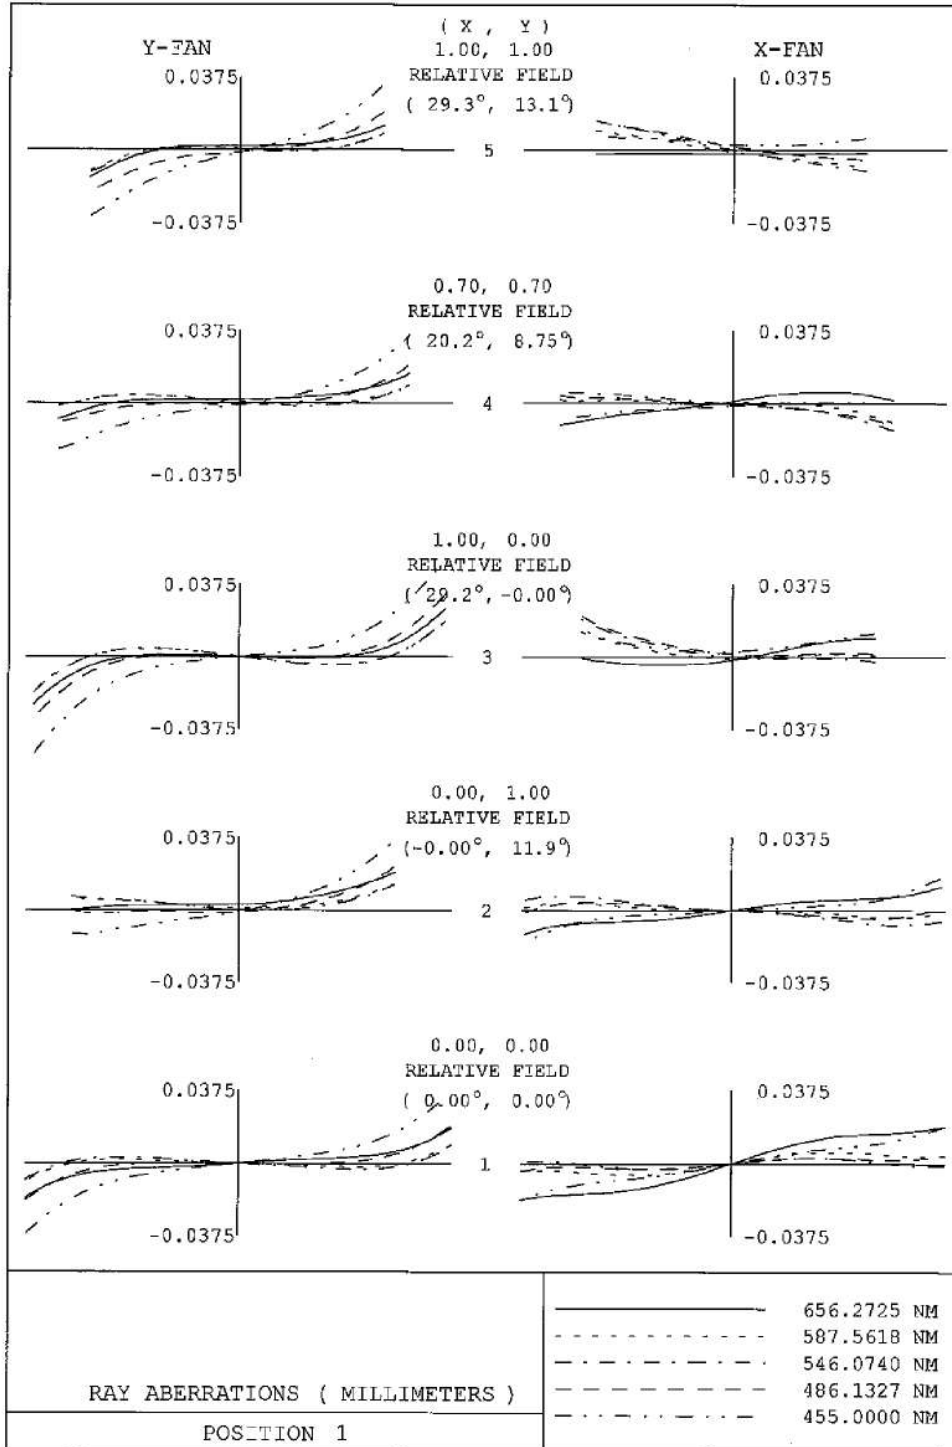 ( X , Y )
Y-FAN 1.00, 1.00 X-FAN
0.0375 RELATIVE FIELD 0.0375
( 29.3°, 13.1°)
5
-0.0375 -0.0375
0.70, 0.70
RELATIVE FIELD
0.0375 ( 20.2°, 8.75°) 0.0375
4
-0.0375 -0.0375
1.00, 0.00
RELATIVE FIELD
0.0375 ( 29.2°,-0.00°) 0.0375
3
-0.0375 -0.0375
0.00, 1.00
RELATIVE FIELD
0.0375 (-0.00°, 11.9°) 0.0375
2
-0.0375 -0.0375
0.00, 0.00
RELATIVE FIELD
0.0375 ( 0.00°, 0.00°) 0.0375
1
-0.0375 -0.0375
656.2725 NM
587.5618 NM
546.0740 NM
486.1327 NM
455.0000 NM
RAY ABERRATIONS ( MILLIMETERS )
POSITION 1